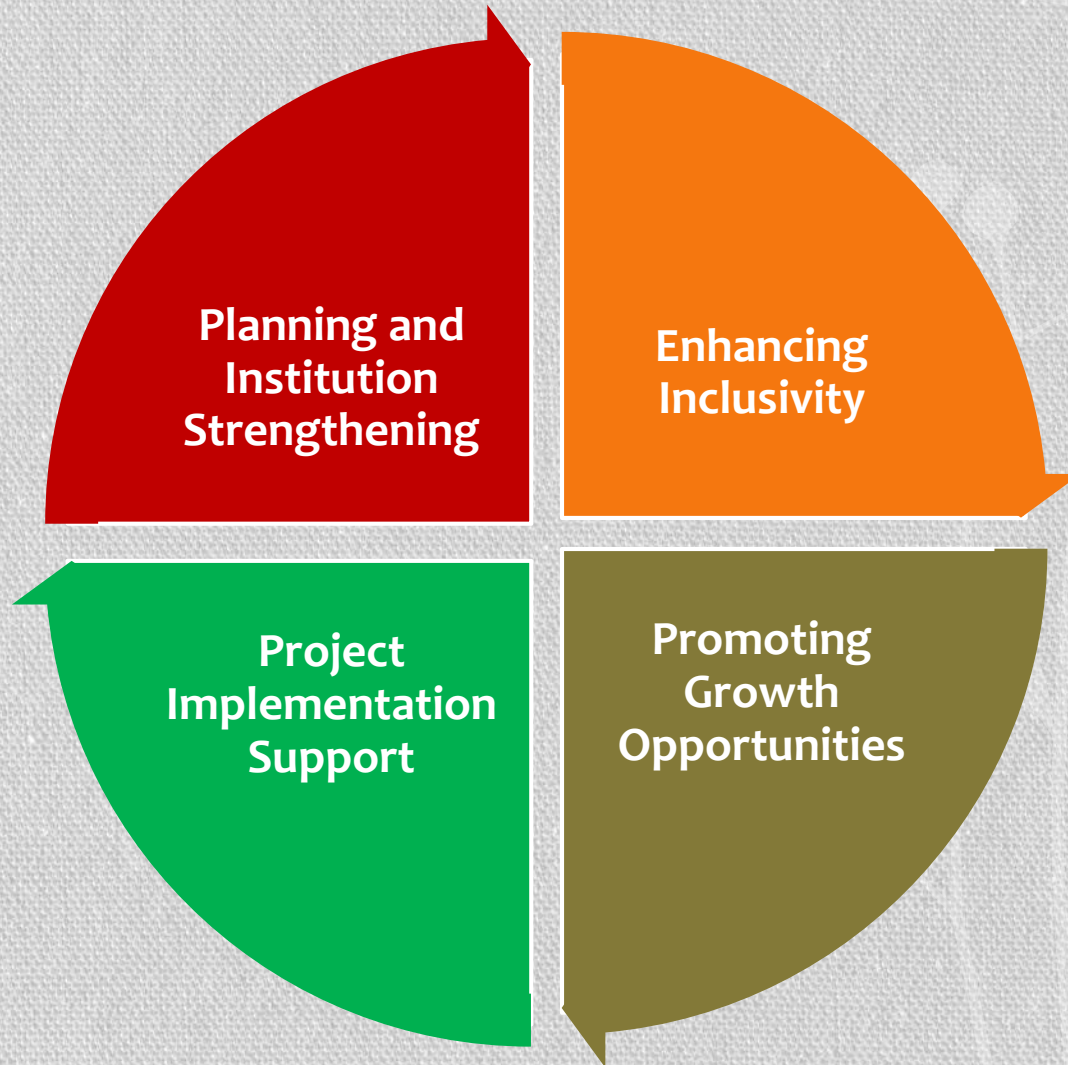 Planning and
Institution
Strengthening
Enhancing
Inclusivity
Project
Implementation
Support
Promoting
Growth
Opportunities